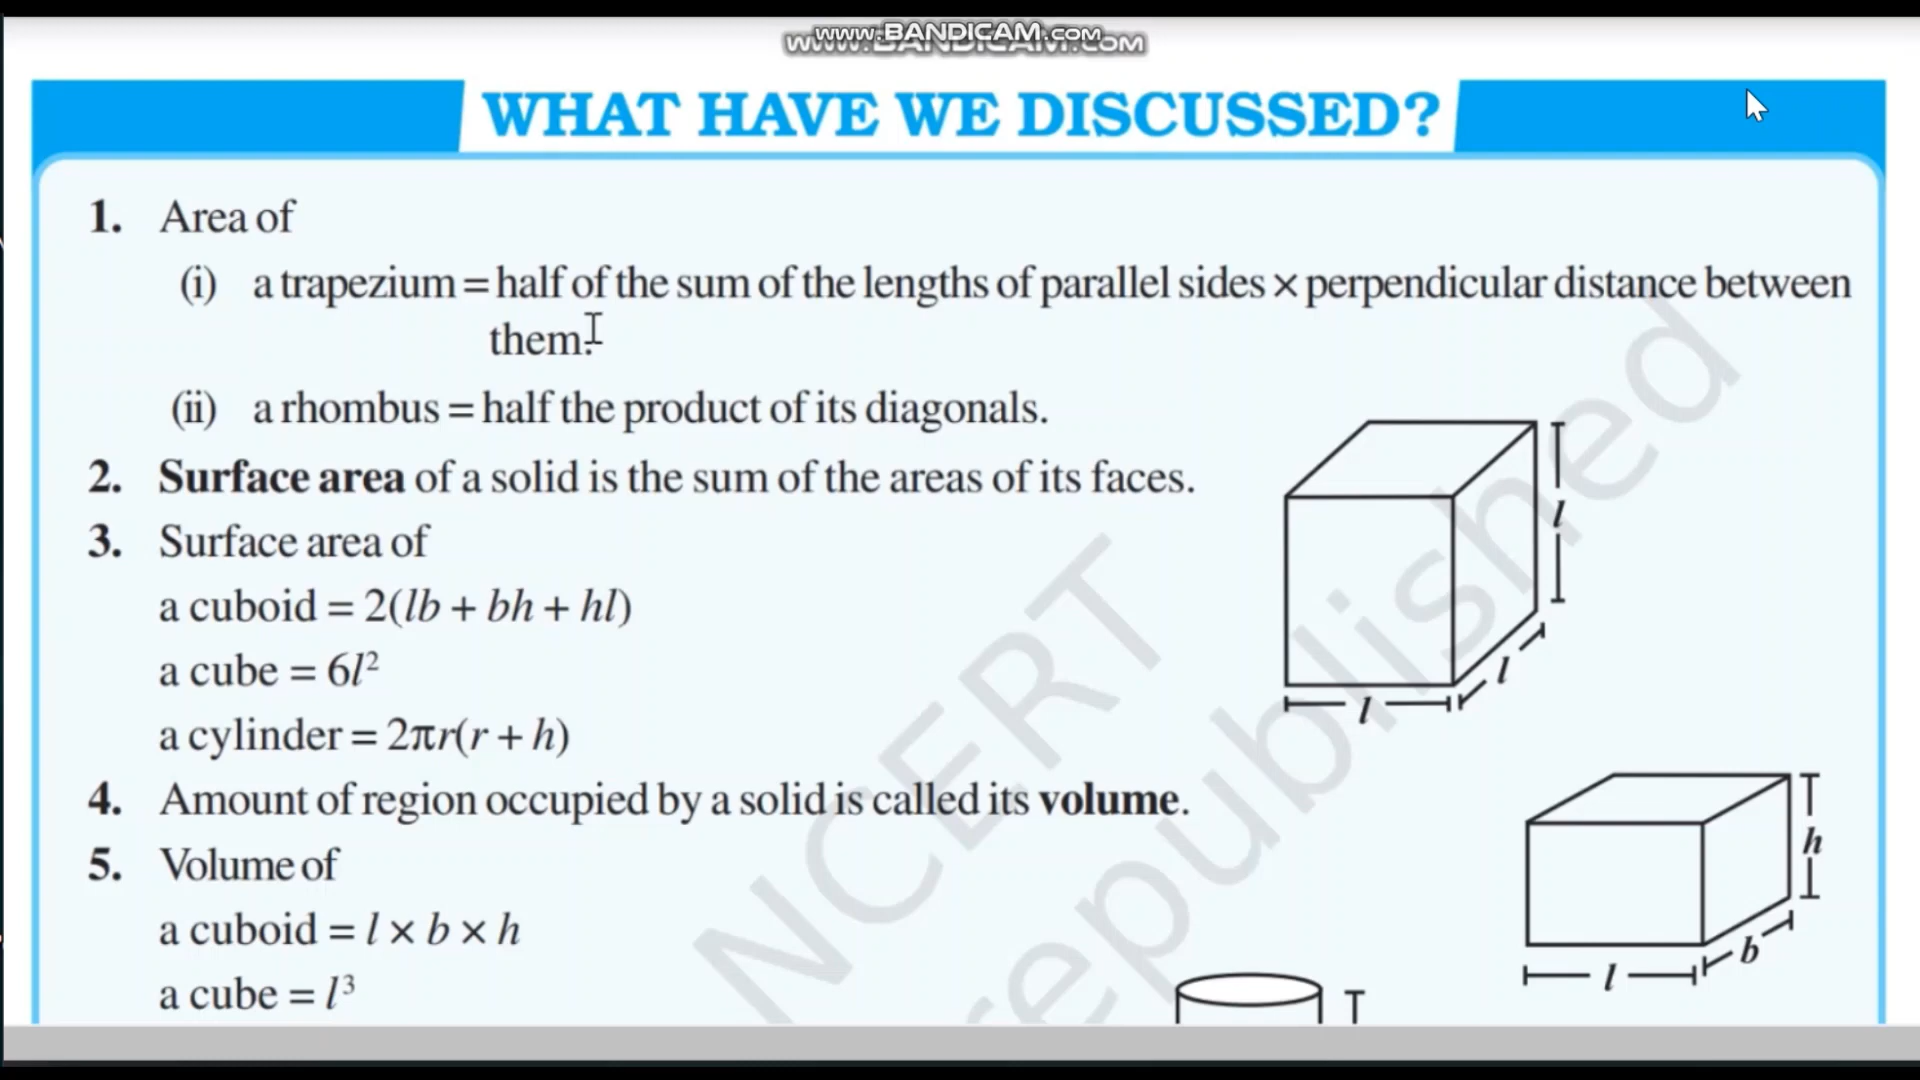 www.BANDICAM.com
www.BANDICAM.com
WHAT HAVE WE DISCUSSED?
1. Area of
(i) a trapezium = half of the sum of the lengths of parallel sides × perpendicular distance between
them.
(ii) a rhombus = half the product of its diagonals.
2. Surface area of a solid is the sum of the areas of its faces.
3. Surface area of
a cuboid = 2(lb + bh + hl)
a cube = 6l²
a cylinder = 2πr(r + h)
4. Amount of region occupied by a solid is called its volume.
5. Volume of
a cuboid = l × b × h
a cube = l³
l
l
l
h
b
l
NCERT
republished